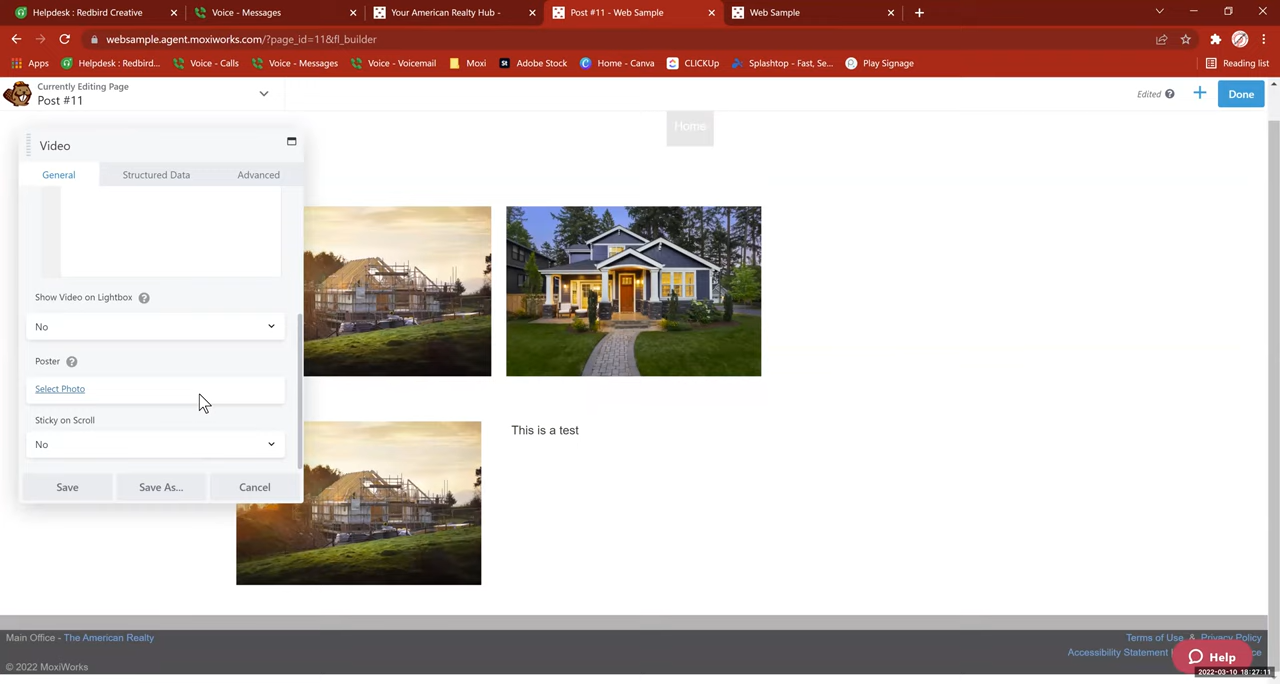 Helpdesk : Redbird Creative
Voice - Messages
Your American Realty Hub -
Post #11 - Web Sample
Web Sample
websample.agent.moxiworks.com/?page_id=11&fl_builder
Apps
Helpdesk : Redbird...
Voice - Calls
Voice - Messages
Voice - Voicemail
Moxi
St
Adobe Stock
Home - Canva
CLICKUp
Splashtop - Fast, Se...
Play Signage
Reading list
Currently Editing Page
Post #11
Edited
Done
Home
Video
General
Structured Data
Advanced
Show Video on Lightbox
No
Poster
Select Photo
Sticky on Scroll
No
Save
Save As...
Cancel
This is a test
Main Office - The American Realty
Terms of Use & Privacy Policy
Accessibility Statement
© 2022 MoxiWorks
Help
2022-03-10 18:27:11